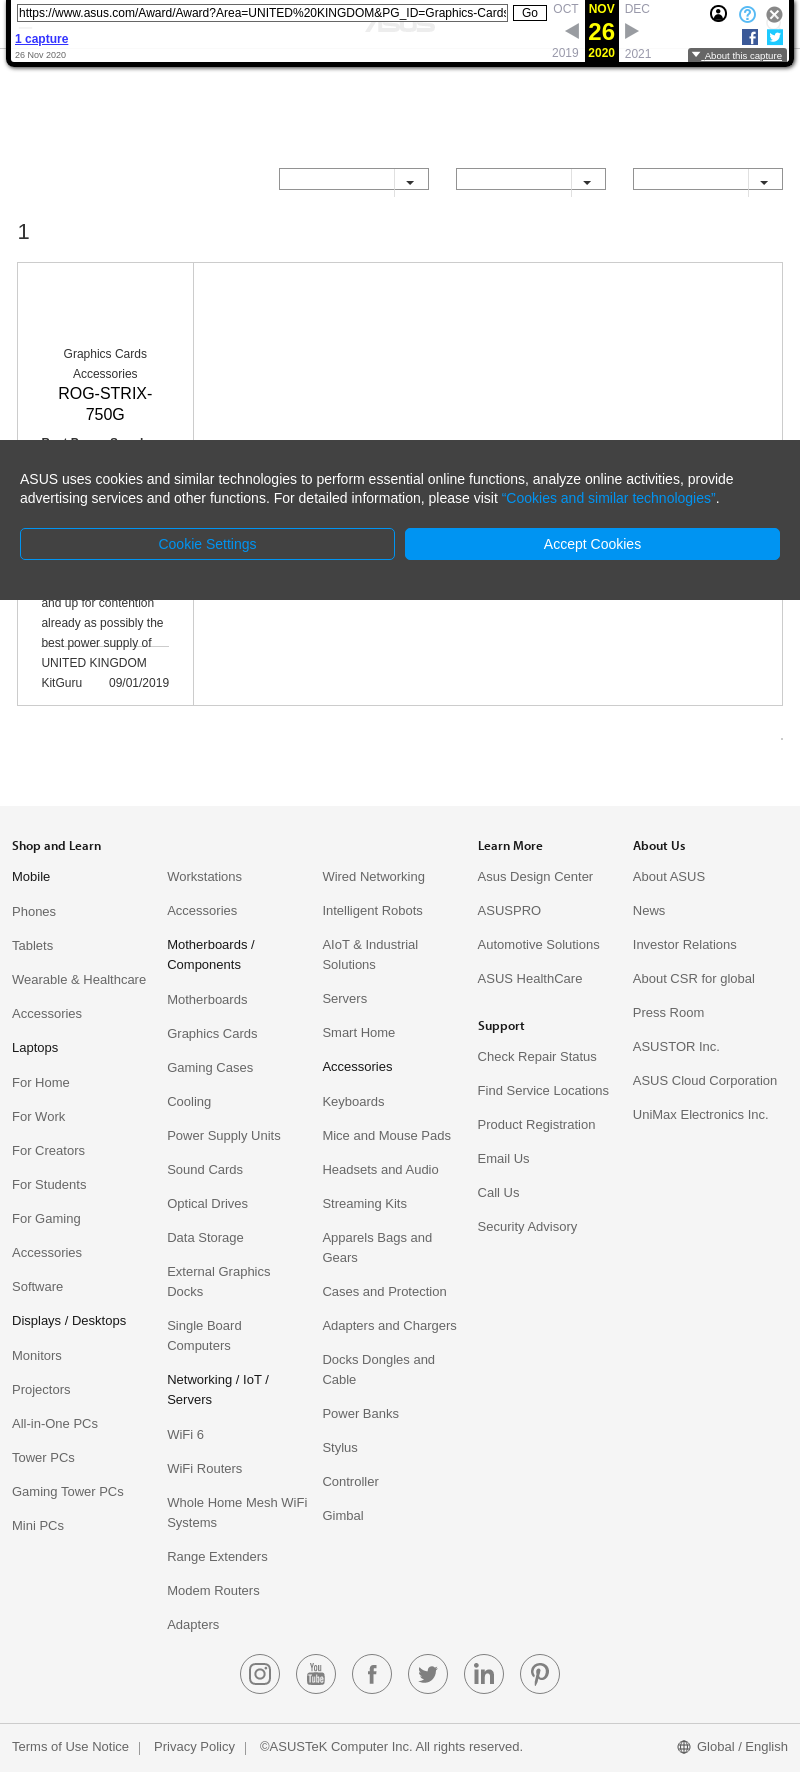 https://www.asus.com/Award/Award?Area=UNITED%20KINGDOM&PG_ID=Graphics-Cards
Go
OCT
NOV
DEC
26
1 capture
26 Nov 2020
2019
2020
2021
About this capture
1
Graphics Cards
Accessories
ROG-STRIX-
750G
ASUS uses cookies and similar technologies to perform essential online functions, analyze online activities, provide
advertising services and other functions. For detailed information, please visit “Cookies and similar technologies”.
Cookie Settings
Accept Cookies
and up for contention
already as possibly the
best power supply of
UNITED KINGDOM
KitGuru 09/01/2019
Shop and Learn
Mobile
Phones
Tablets
Wearable & Healthcare
Accessories
Laptops
For Home
For Work
For Creators
For Students
For Gaming
Accessories
Software
Displays / Desktops
Monitors
Projectors
All-in-One PCs
Tower PCs
Gaming Tower PCs
Mini PCs
Workstations
Accessories
Motherboards /
Components
Motherboards
Graphics Cards
Gaming Cases
Cooling
Power Supply Units
Sound Cards
Optical Drives
Data Storage
External Graphics
Docks
Single Board
Computers
Networking / IoT /
Servers
WiFi 6
WiFi Routers
Whole Home Mesh WiFi
Systems
Range Extenders
Modem Routers
Adapters
Wired Networking
Intelligent Robots
AIoT & Industrial
Solutions
Servers
Smart Home
Accessories
Keyboards
Mice and Mouse Pads
Headsets and Audio
Streaming Kits
Apparels Bags and
Gears
Cases and Protection
Adapters and Chargers
Docks Dongles and
Cable
Power Banks
Stylus
Controller
Gimbal
Learn More
Asus Design Center
ASUSPRO
Automotive Solutions
ASUS HealthCare
Support
Check Repair Status
Find Service Locations
Product Registration
Email Us
Call Us
Security Advisory
About Us
About ASUS
News
Investor Relations
About CSR for global
Press Room
ASUSTOR Inc.
ASUS Cloud Corporation
UniMax Electronics Inc.
You
Tube
Terms of Use Notice | Privacy Policy | ©ASUSTeK Computer Inc. All rights reserved.
Global / English